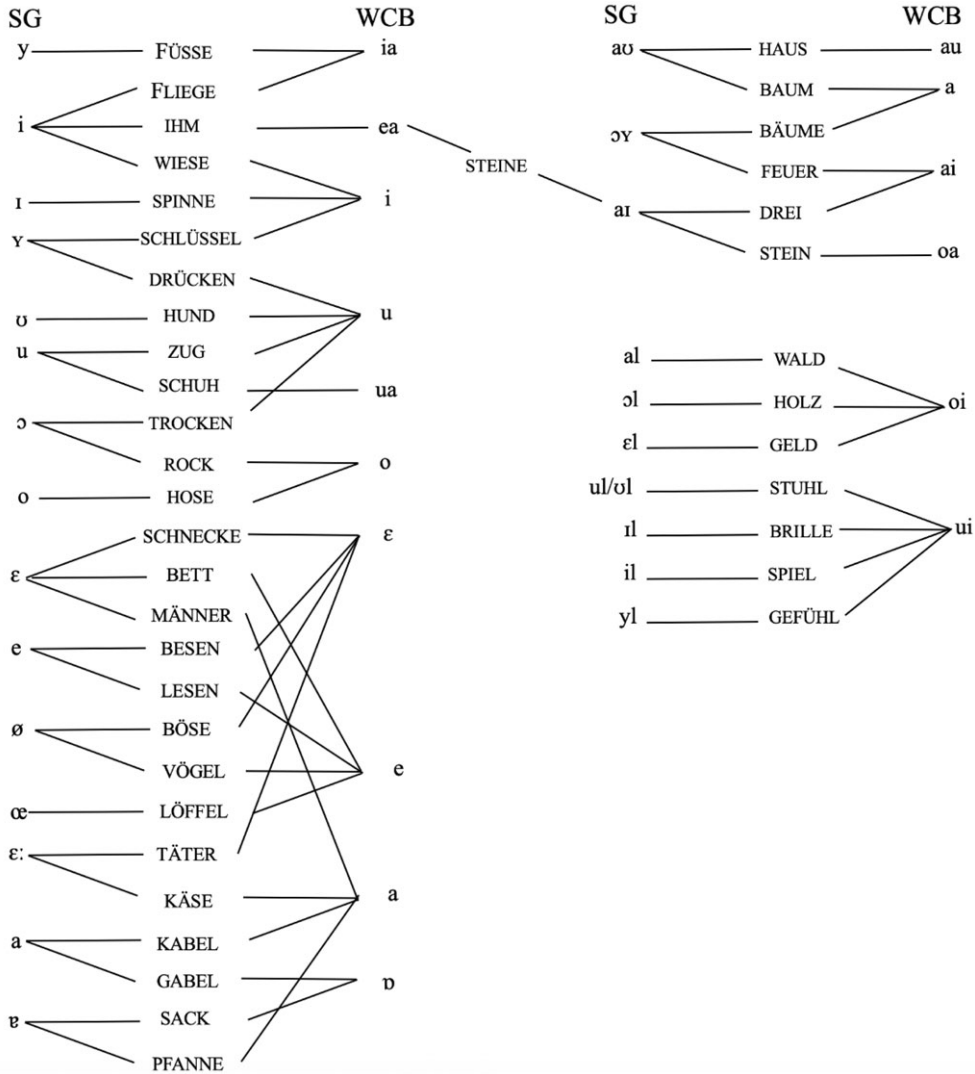 SG WCB
y FÜSSE ia
FLIEGE
i IHM ea
WIESE
ɪ SPINNE i
ʏ SCHLÜSSEL
DRÜCKEN
ʊ HUND u
u ZUG
SCHUH ua
ɔ TROCKEN
ROCK o
o HOSE
SCHNECKE ɛ
ɛ BETT
MÄNNER
e BESEN
LESEN
ø BÖSE
VÖGEL e
œ LÖFFEL
ɛː TÄTER
KÄSE a
a KABEL
GABEL ɒ
ɐ SACK
PFANNE
STEINE
SG WCB
aʊ HAUS au
BAUM a
ɔʏ BÄUME
FEUER ai
aɪ DREI
STEIN oa
al WALD
ɔl HOLZ oi
ɛl GELD
ul/ʊl STUHL
ɪl BRILLE ui
il SPIEL
yl GEFÜHL